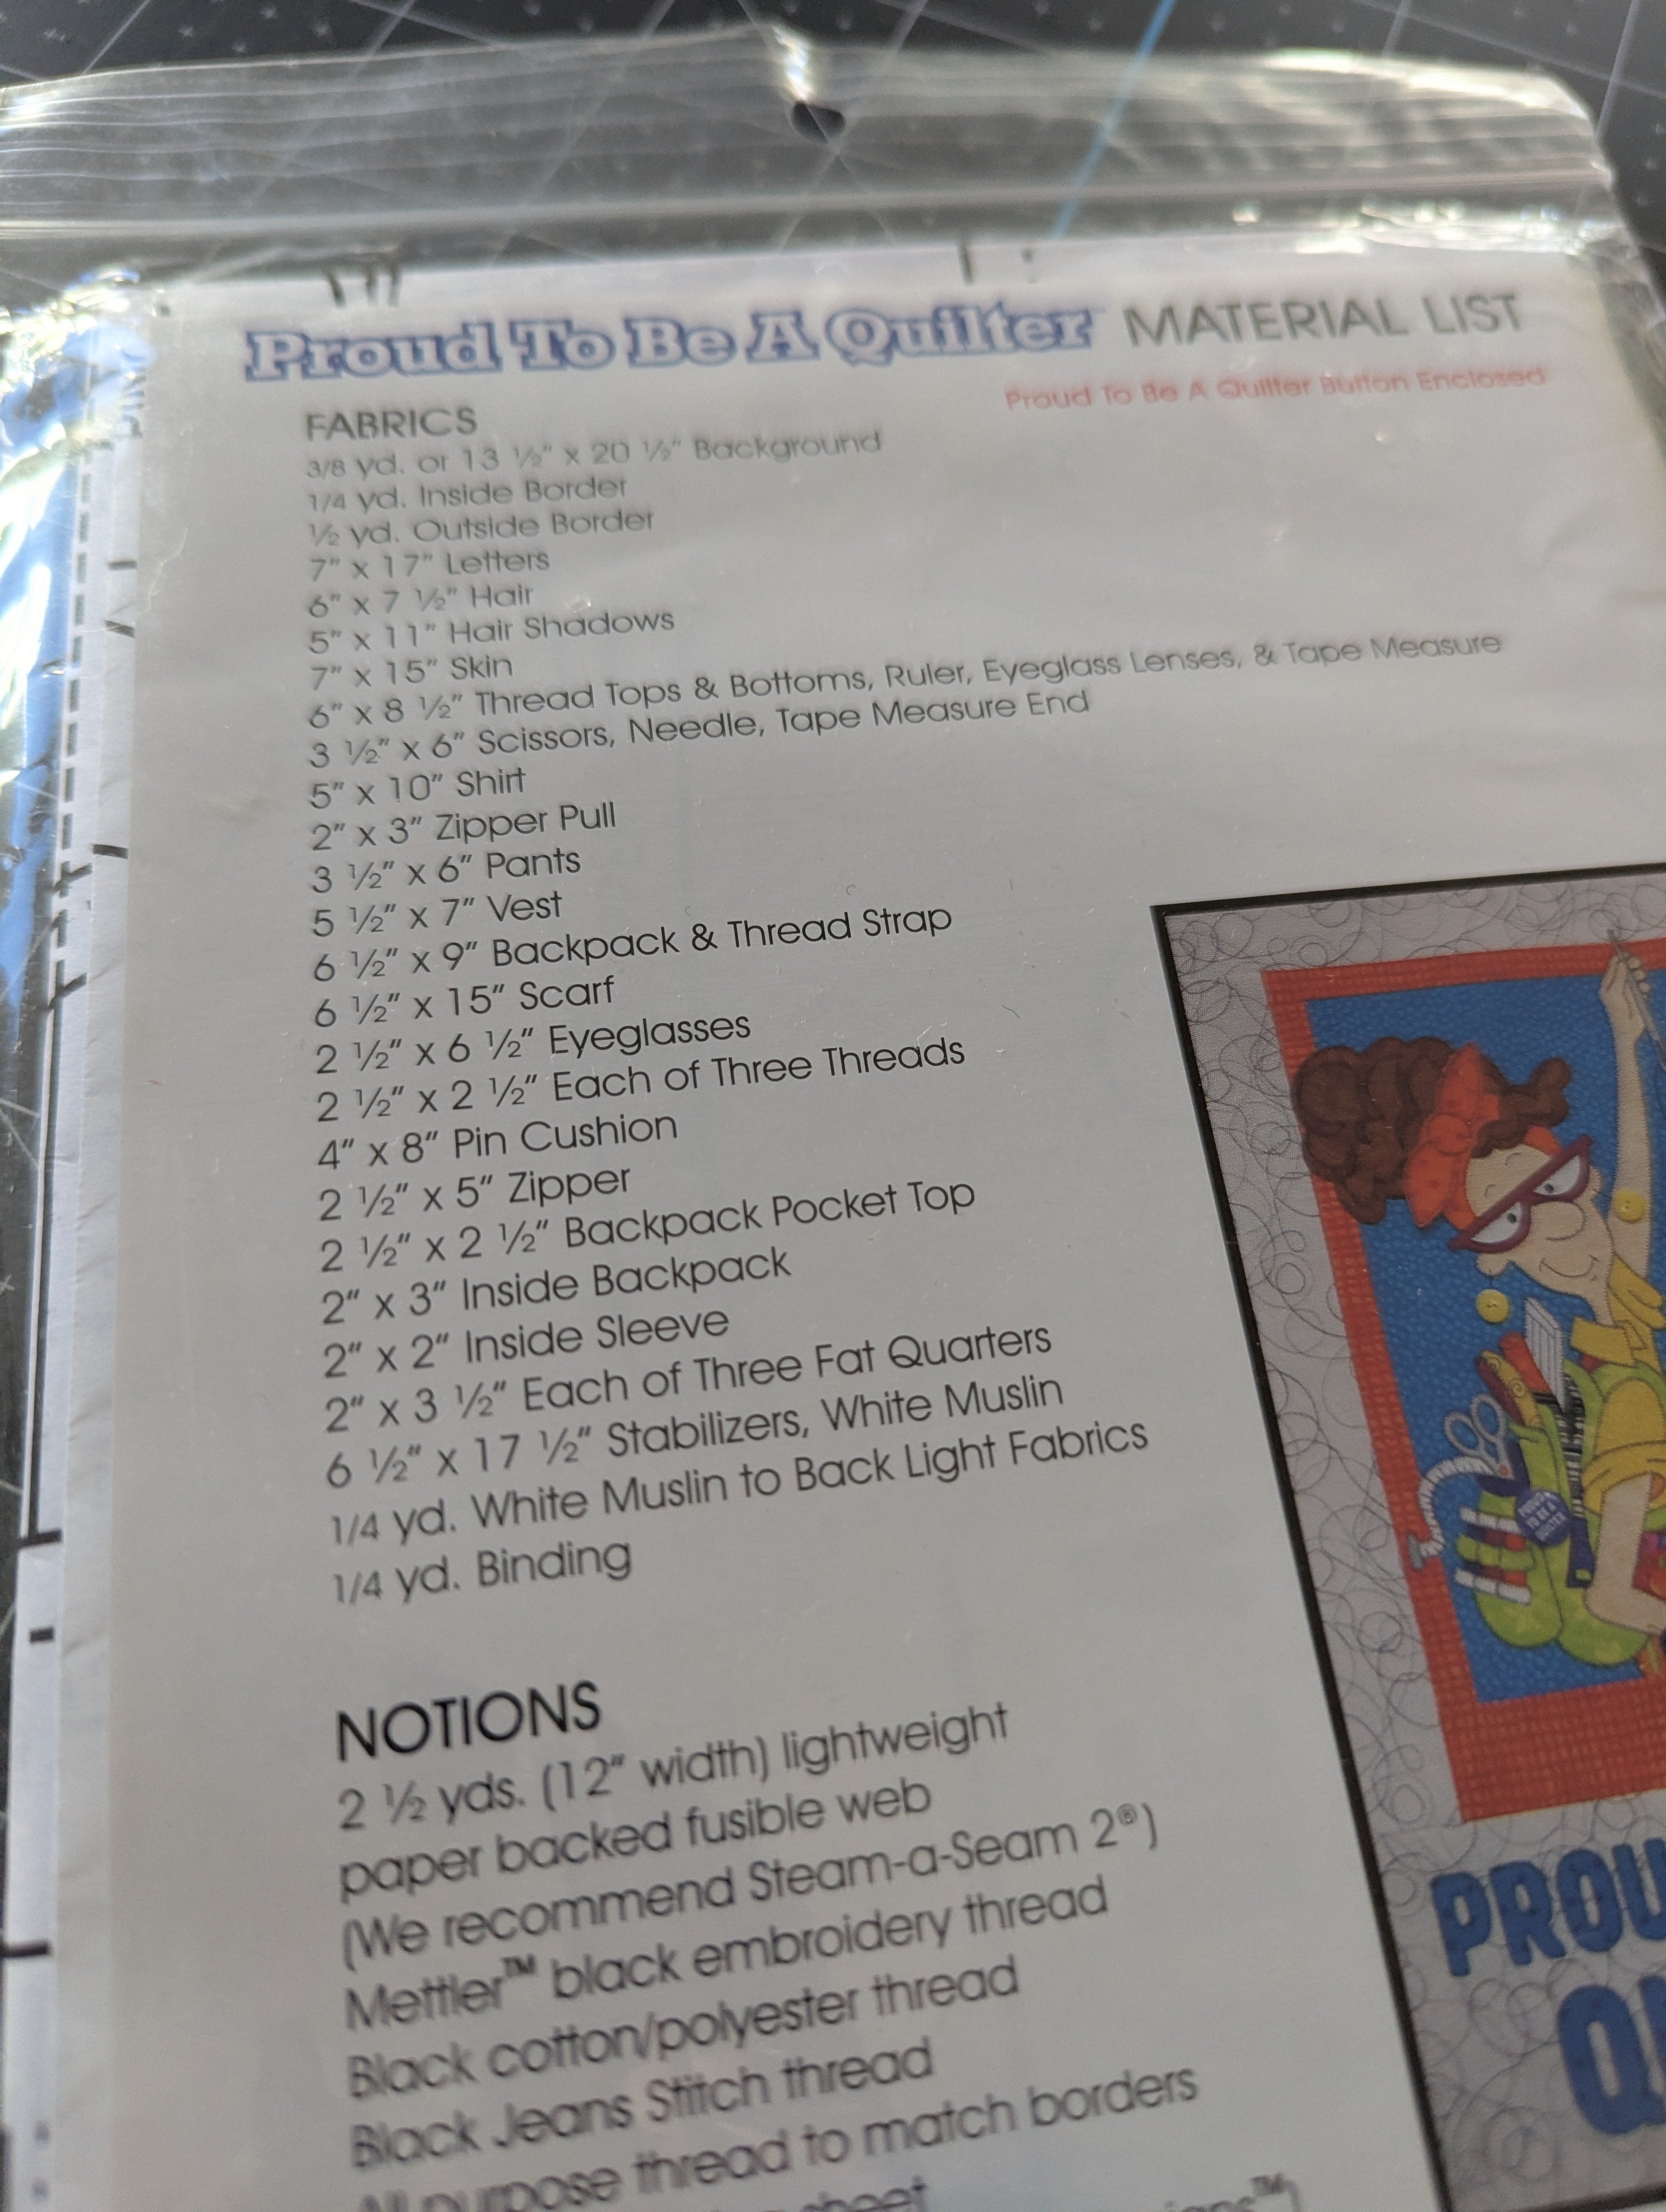 Proud To Be A Quilter™ MATERIAL LIST
Proud To Be A Quilter Button Enclosed
FABRICS
3/8 yd. or 13 ½" x 20 ½" Background
1/4 yd. Inside Border
½ yd. Outside Border
7" x 17" Letters
6" x 7 ½" Hair
5" x 11" Hair Shadows
7" x 15" Skin
6" x 8 ½" Thread Tops & Bottoms, Ruler, Eyeglass Lenses, & Tape Measure
3 ½" x 6" Scissors, Needle, Tape Measure End
5" x 10" Shirt
2" x 3" Zipper Pull
3 ½" x 6" Pants
5 ½" x 7" Vest
6 ½" x 9" Backpack & Thread Strap
6 ½" x 15" Scarf
2 ½" x 6 ½" Eyeglasses
2 ½" x 2 ½" Each of Three Threads
4" x 8" Pin Cushion
2 ½" x 5" Zipper
2 ½" x 2 ½" Backpack Pocket Top
2" x 3" Inside Backpack
2" x 2" Inside Sleeve
2" x 3 ½" Each of Three Fat Quarters
6 ½" x 17 ½" Stabilizers, White Muslin
1/4 yd. White Muslin to Back Light Fabrics
1/4 yd. Binding
NOTIONS
2 ½ yds. (12" width) lightweight
paper backed fusible web
(We recommend Steam-a-Seam 2®)
Mettler™ black embroidery thread
Black cotton/polyester thread
Black Jeans Stitch thread
All purpose thread to match borders
sheet
PROUD TO BE A QUILTER
PROU
QU